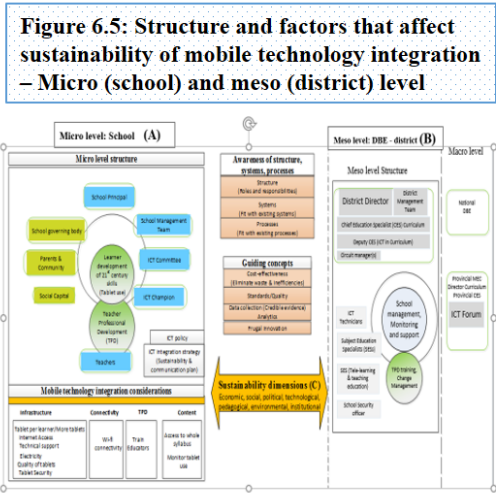 Figure 6.5: Structure and factors that affect
sustainability of mobile technology integration
– Micro (school) and meso (district) level
Micro level: School (A)
Micro level structure
School Principal
School governing body
School Management
Team
Parents &
Community
Learner
development
of 21st century
skills
(Tablet use)
ICT Committee
Social Capital
ICT Champion
Teacher
Professional
Development
(TPD)
Teachers
ICT policy
ICT integration strategy
(Sustainability &
communication plan)
Mobile technology integration considerations
Infrastructure
Tablet per learner/More tablets
Internet Access
Technical support
Electricity
Quality of tablets
Tablet Security
Connectivity
Wi-fi
connectivity
TPD
Train
Educators
Content
Access to whole
syllabus
Monitor tablet
use
Awareness of structure,
systems, processes
Structure
(Roles and responsibilities)
Systems
(Fit with existing systems)
Processes
(Fit with existing processes)
Guiding concepts
Cost-effectiveness
(Eliminate waste & inefficiencies)
Standards/Quality
Data collection (Credible evidence)
Analytics
Frugal Innovation
Sustainability dimensions (C)
Economic, social, political, technological,
pedagogical, environmental, institutional
Meso level: DBE - district (B)
Meso level Structure
District Director
District
Management
Team
Chief Education Specialist (CES) Curriculum
Deputy CES (ICT in Curriculum)
Circuit manager(s)
School
management,
Monitoring
and support
ICT
Technicians
Subject Education
Specialists (SESs)
SES (Tele-learning
& teaching
education)
TPD training,
Change
Management
School Security
officer
Macro level
National
DBE
Provincial MEC
Director Curriculum
Provincial CES
ICT Forum